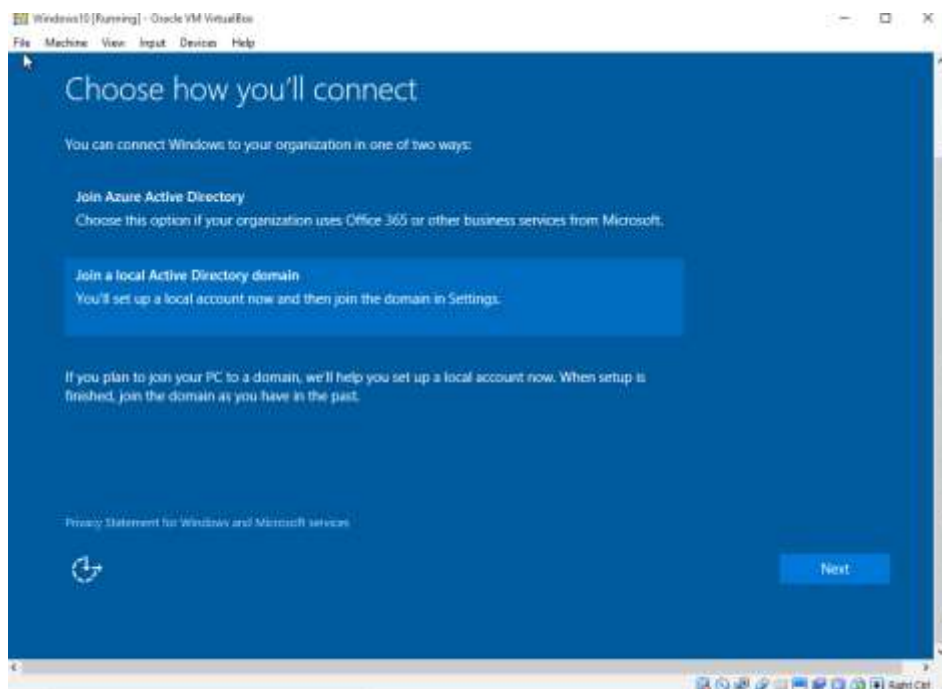 Windows10 [Running] - Oracle VM VirtualBox
File Machine View Input Devices Help
Choose how you'll connect
You can connect Windows to your organization in one of two ways:
Join Azure Active Directory
Choose this option if your organization uses Office 365 or other business services from Microsoft.
Join a local Active Directory domain
You'll set up a local account now and then join the domain in Settings.
If you plan to join your PC to a domain, we'll help you set up a local account now. When setup is
finished, join the domain as you have in the past.
Privacy Statement for Windows and Microsoft services
Next
Right Ctrl